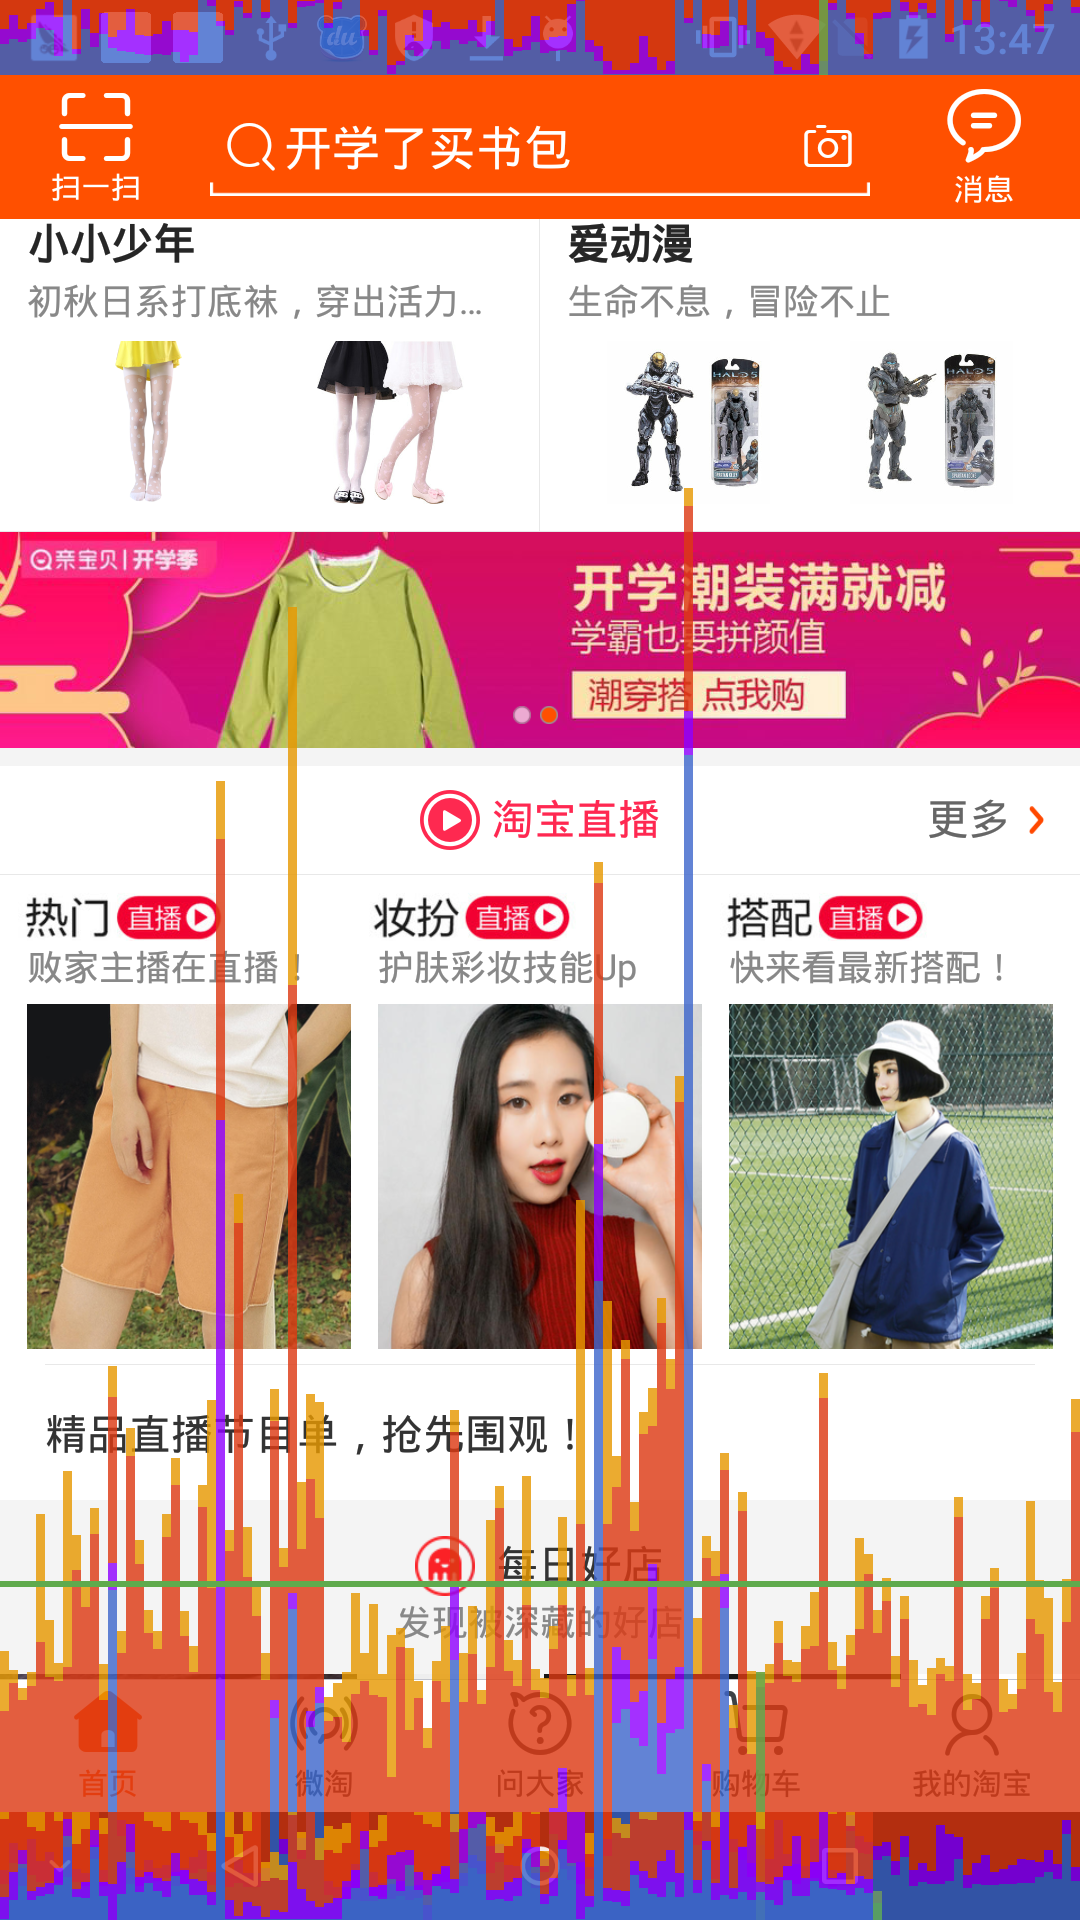 13:47
扫一扫
开学了买书包
消息
小小少年
爱动漫
初秋日系打底袜，穿出活力...
生命不息，冒险不止
HALO 5
HALO 5
亲宝贝|开学季
开学潮装满就减
学霸也要拼颜值
潮穿搭 点我购
淘宝直播
更多
热门 直播
妆扮 直播
搭配 直播
败家主播在直播！
护肤彩妆技能Up
快来看最新搭配！
精品直播节目单，抢先围观！
每日好店
发现被深藏的好店
首页
微淘
问大家
购物车
我的淘宝